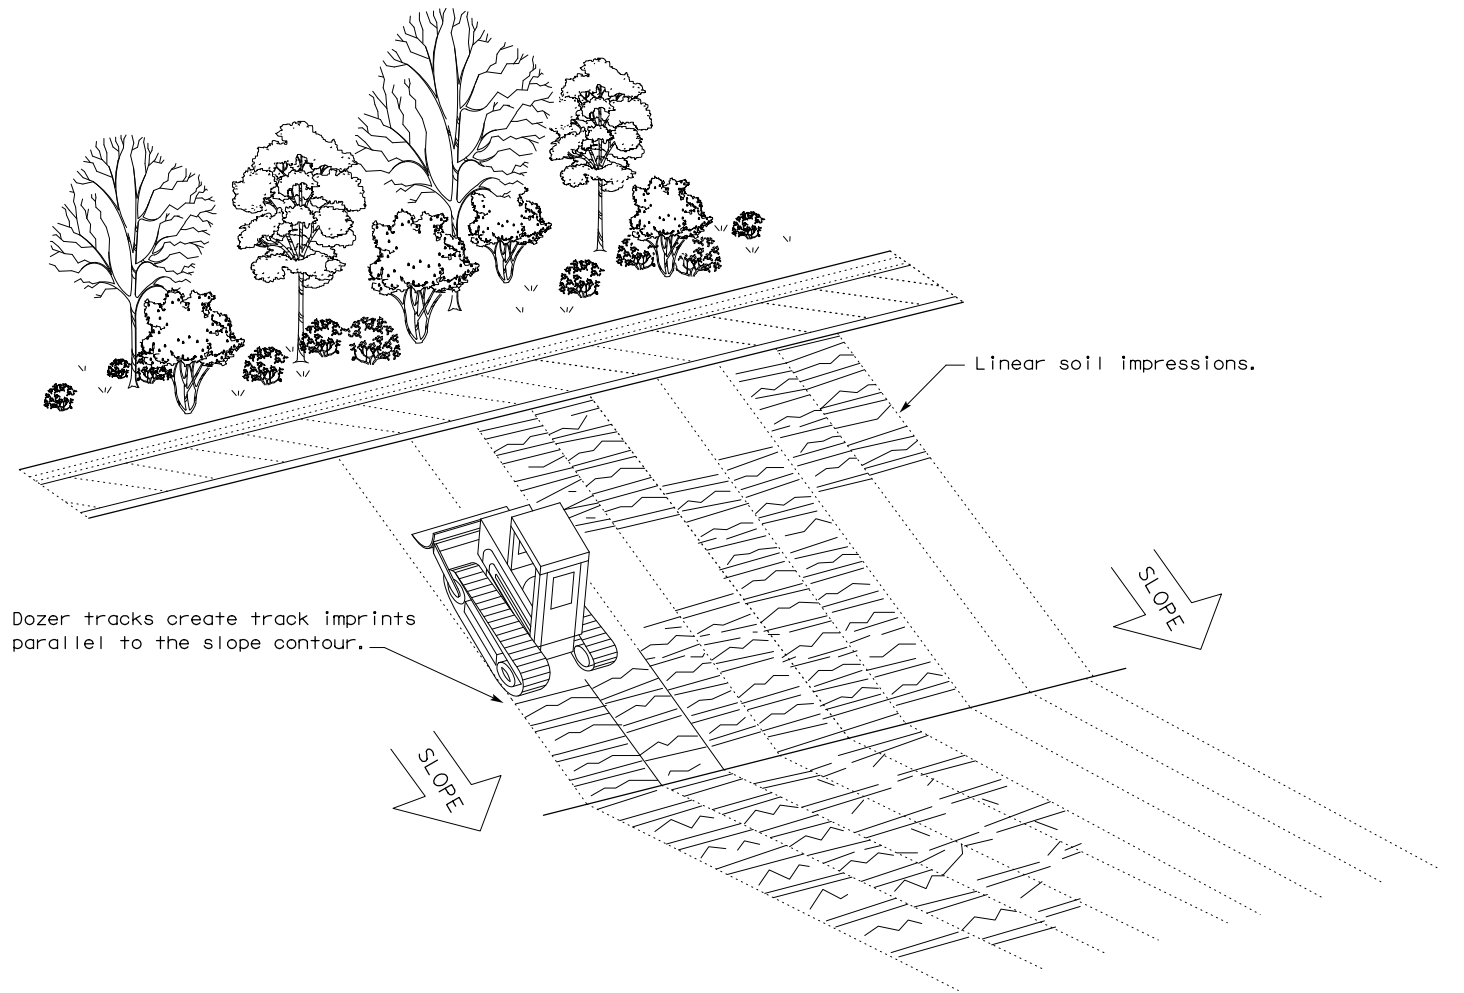 Linear soil impressions.
SLOPE
Dozer tracks create track imprints
parallel to the slope contour.
SLOPE